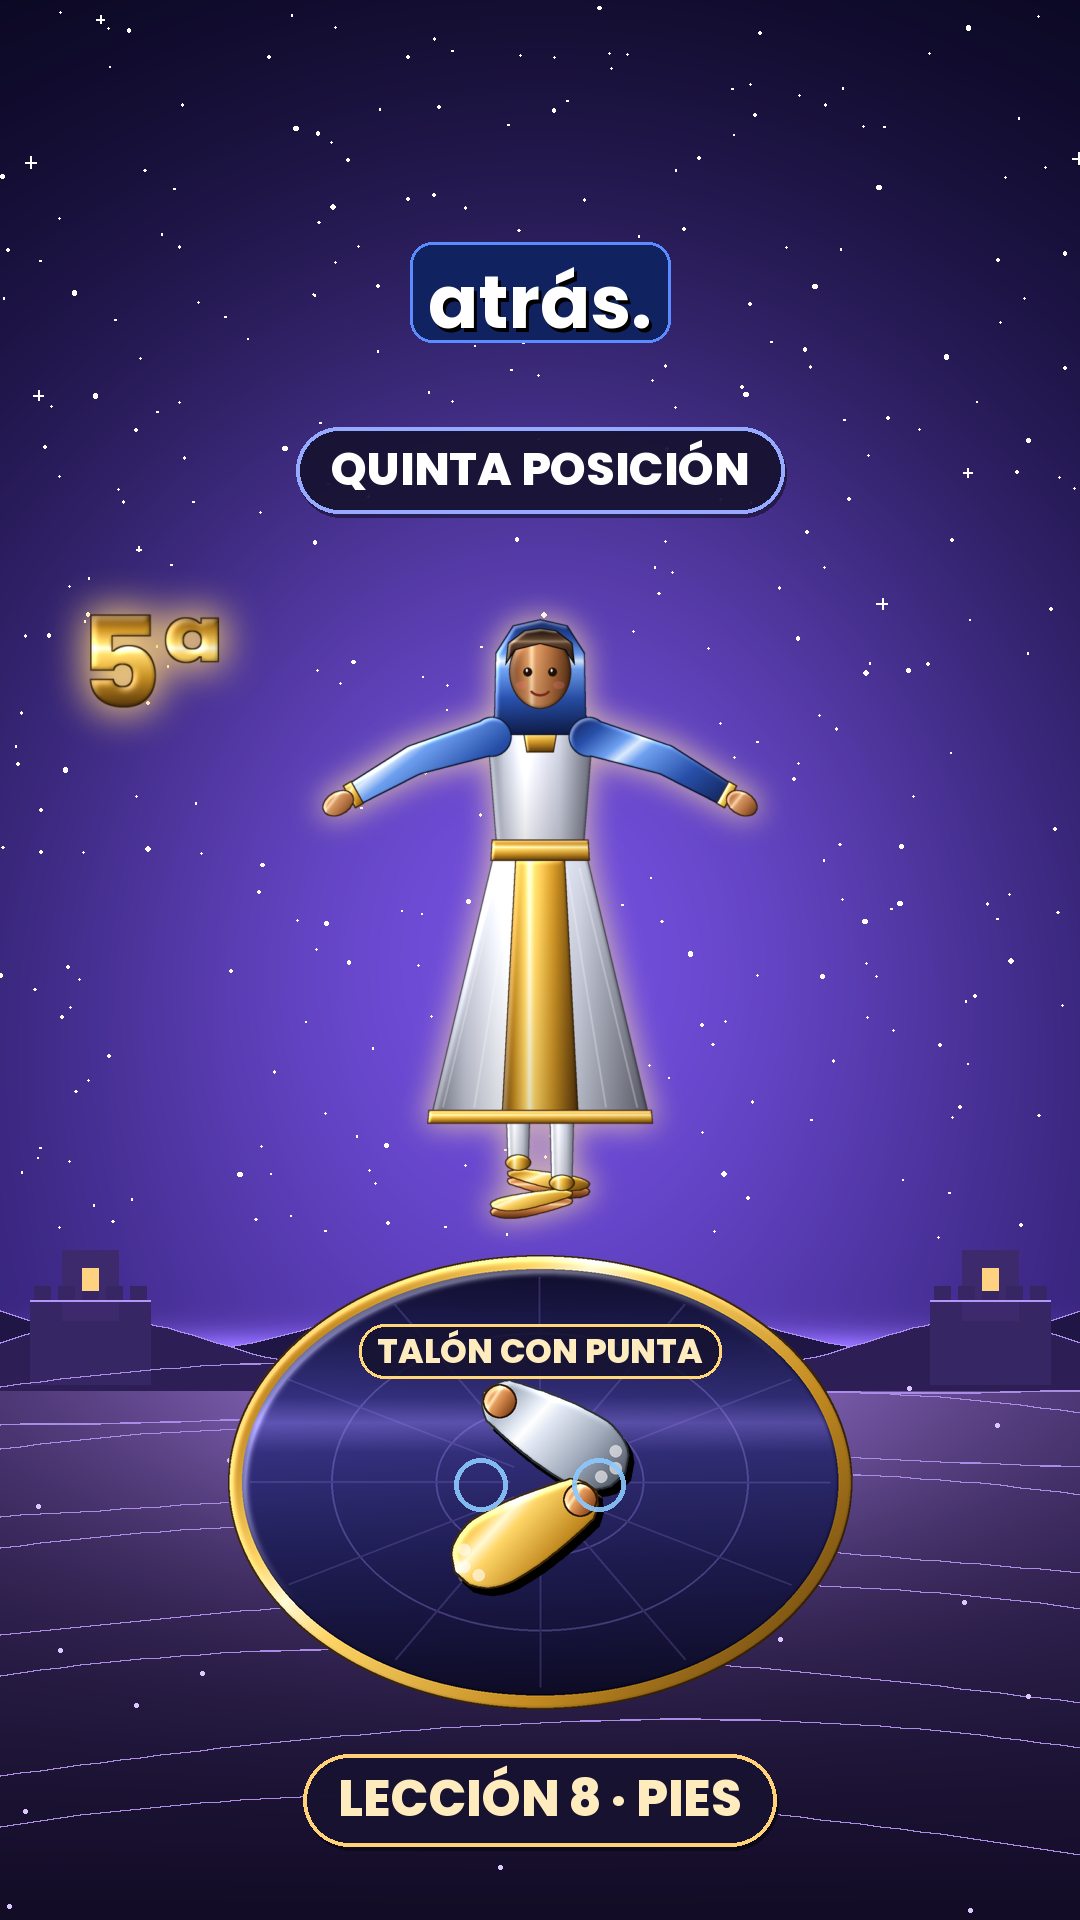 atrás.
QUINTA POSICIÓN
5ª
TALÓN CON PUNTA
LECCIÓN 8 · PIES